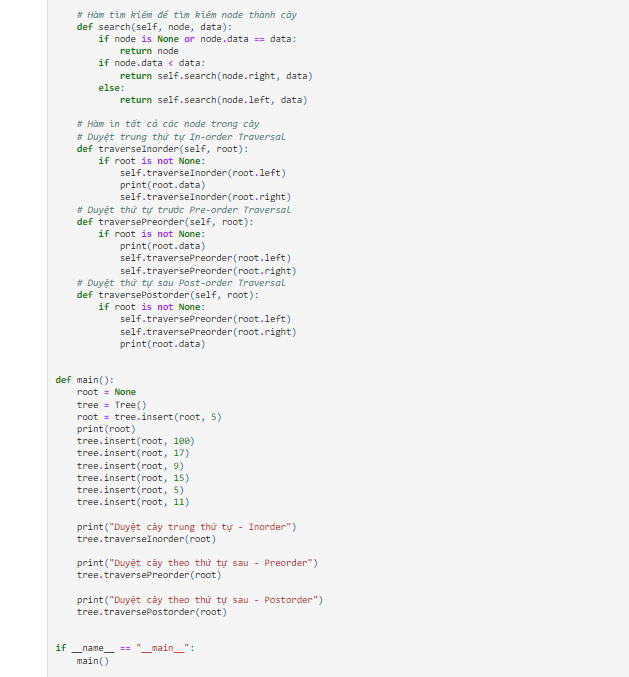 # Hàm tìm kiếm để tìm kiếm node thành cây
def search(self, node, data):
if node is None or node.data == data:
return node
if node.data < data:
return self.search(node.right, data)
else:
return self.search(node.left, data)
# Hàm in tất cả các node trong cây
# Duyệt trung thứ tự In-order Traversal
def traverseInorder(self, root):
if root is not None:
self.traverseInorder(root.left)
print(root.data)
self.traverseInorder(root.right)
# Duyệt thứ tự trước Pre-order Traversal
def traversePreorder(self, root):
if root is not None:
print(root.data)
self.traversePreorder(root.left)
self.traversePreorder(root.right)
# Duyệt thứ tự sau Post-order Traversal
def traversePostorder(self, root):
if root is not None:
self.traversePreorder(root.left)
self.traversePreorder(root.right)
print(root.data)
def main():
root = None
tree = Tree()
root = tree.insert(root, 5)
print(root)
tree.insert(root, 100)
tree.insert(root, 17)
tree.insert(root, 9)
tree.insert(root, 15)
tree.insert(root, 5)
tree.insert(root, 11)
print("Duyệt cây trung thứ tự - Inorder")
tree.traverseInorder(root)
print("Duyệt cây theo thứ tự sau - Preorder")
tree.traversePreorder(root)
print("Duyệt cây theo thứ tự sau - Postorder")
tree.traversePostorder(root)
if __name__ == "__main__":
main()